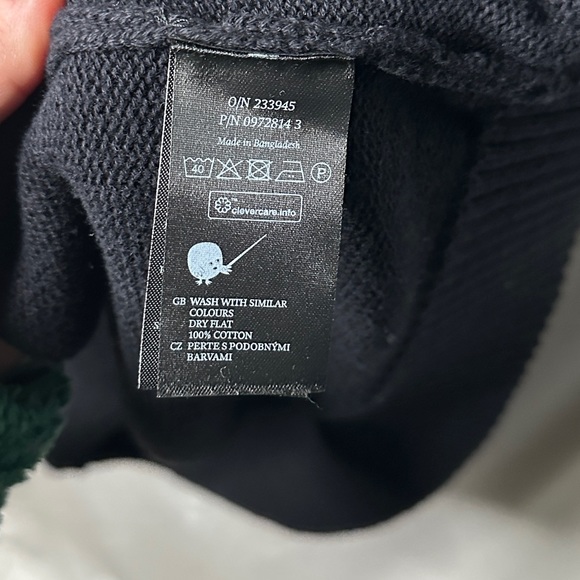 O/N 233945
P/N 0972814 3
Made in Bangladesh
40 P
clevercare.info
GB WASH WITH SIMILAR
COLOURS
DRY FLAT
100% COTTON
CZ PERTE S PODOBNÝMI
BARVAMI